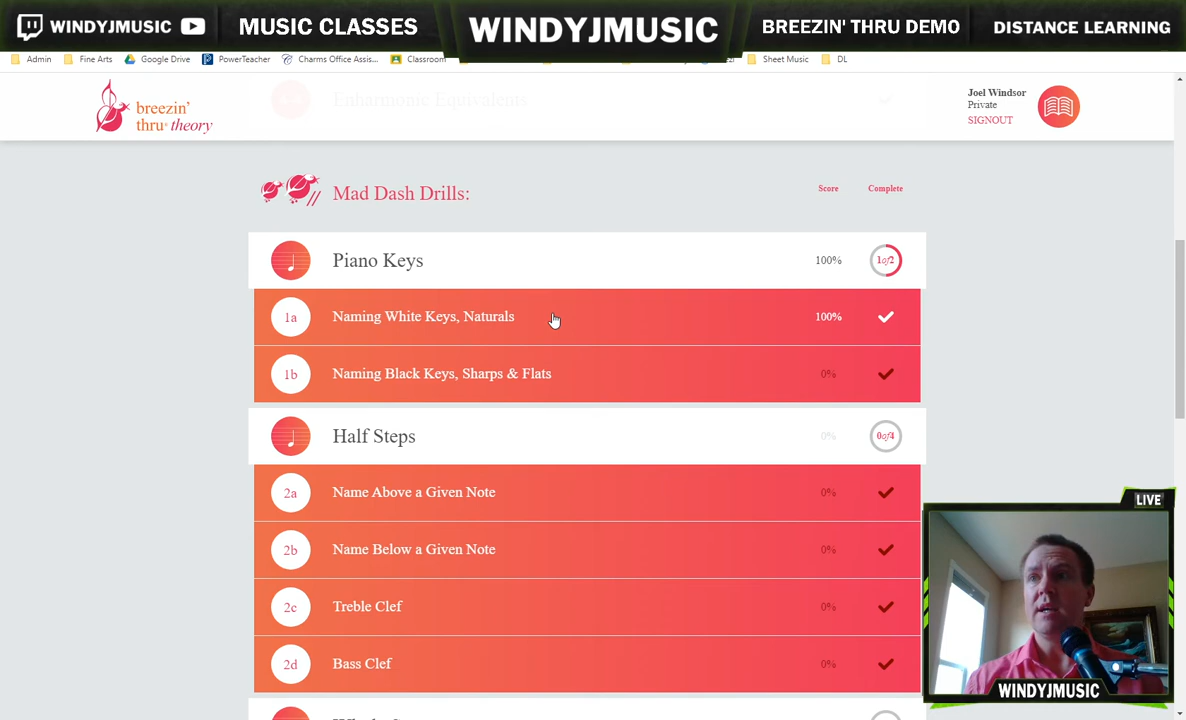 WINDYJMUSIC
MUSIC CLASSES
WINDYJMUSIC
BREEZIN' THRU DEMO
DISTANCE LEARNING
Admin
Fine Arts
Google Drive
PowerTeacher
Charms Office Assis...
Classroom
Sheet Music
DL
breezin'
thru theory
Enharmonic Equivalents
Joel Windsor
Private
SIGNOUT
Mad Dash Drills:
Score
Complete
Piano Keys
100%
1of2
1a
Naming White Keys, Naturals
100%
1b
Naming Black Keys, Sharps & Flats
0%
Half Steps
0%
0of4
2a
Name Above a Given Note
0%
2b
Name Below a Given Note
0%
2c
Treble Clef
0%
2d
Bass Clef
0%
LIVE
WINDYJMUSIC